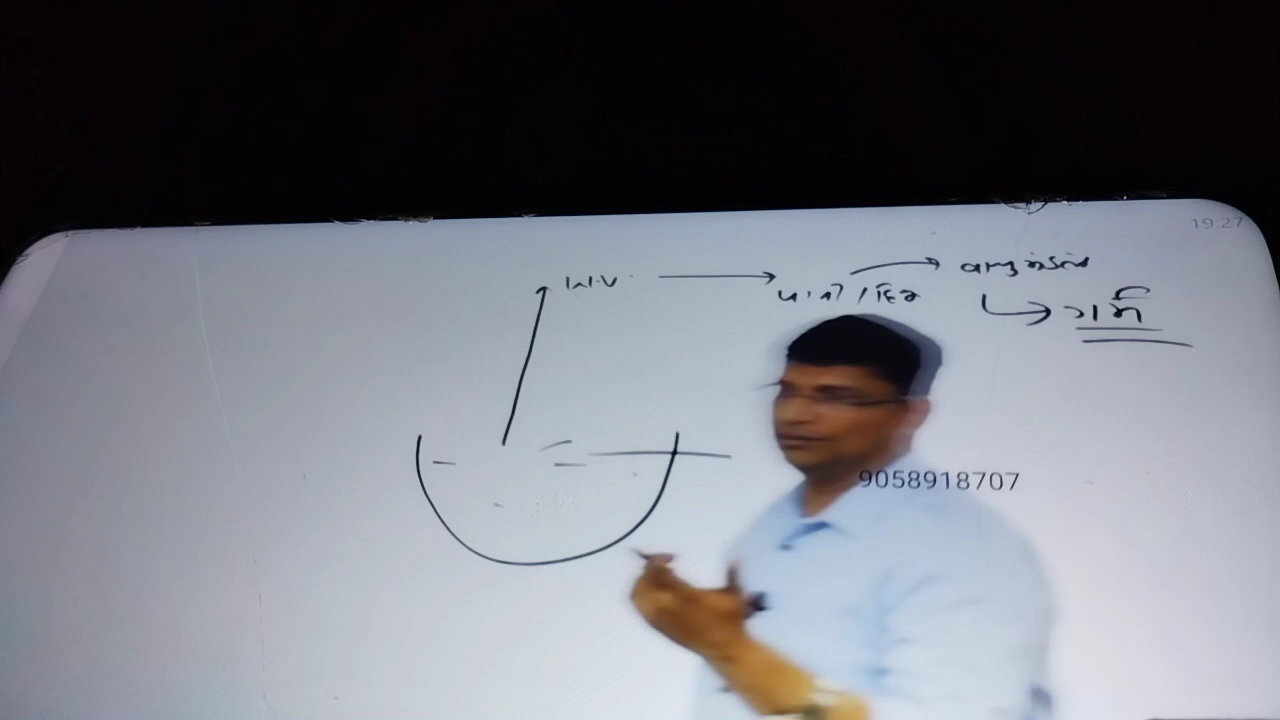 19:27
W.V. →
वायुमंडल
पानी / हिम
गर्म
9058918707